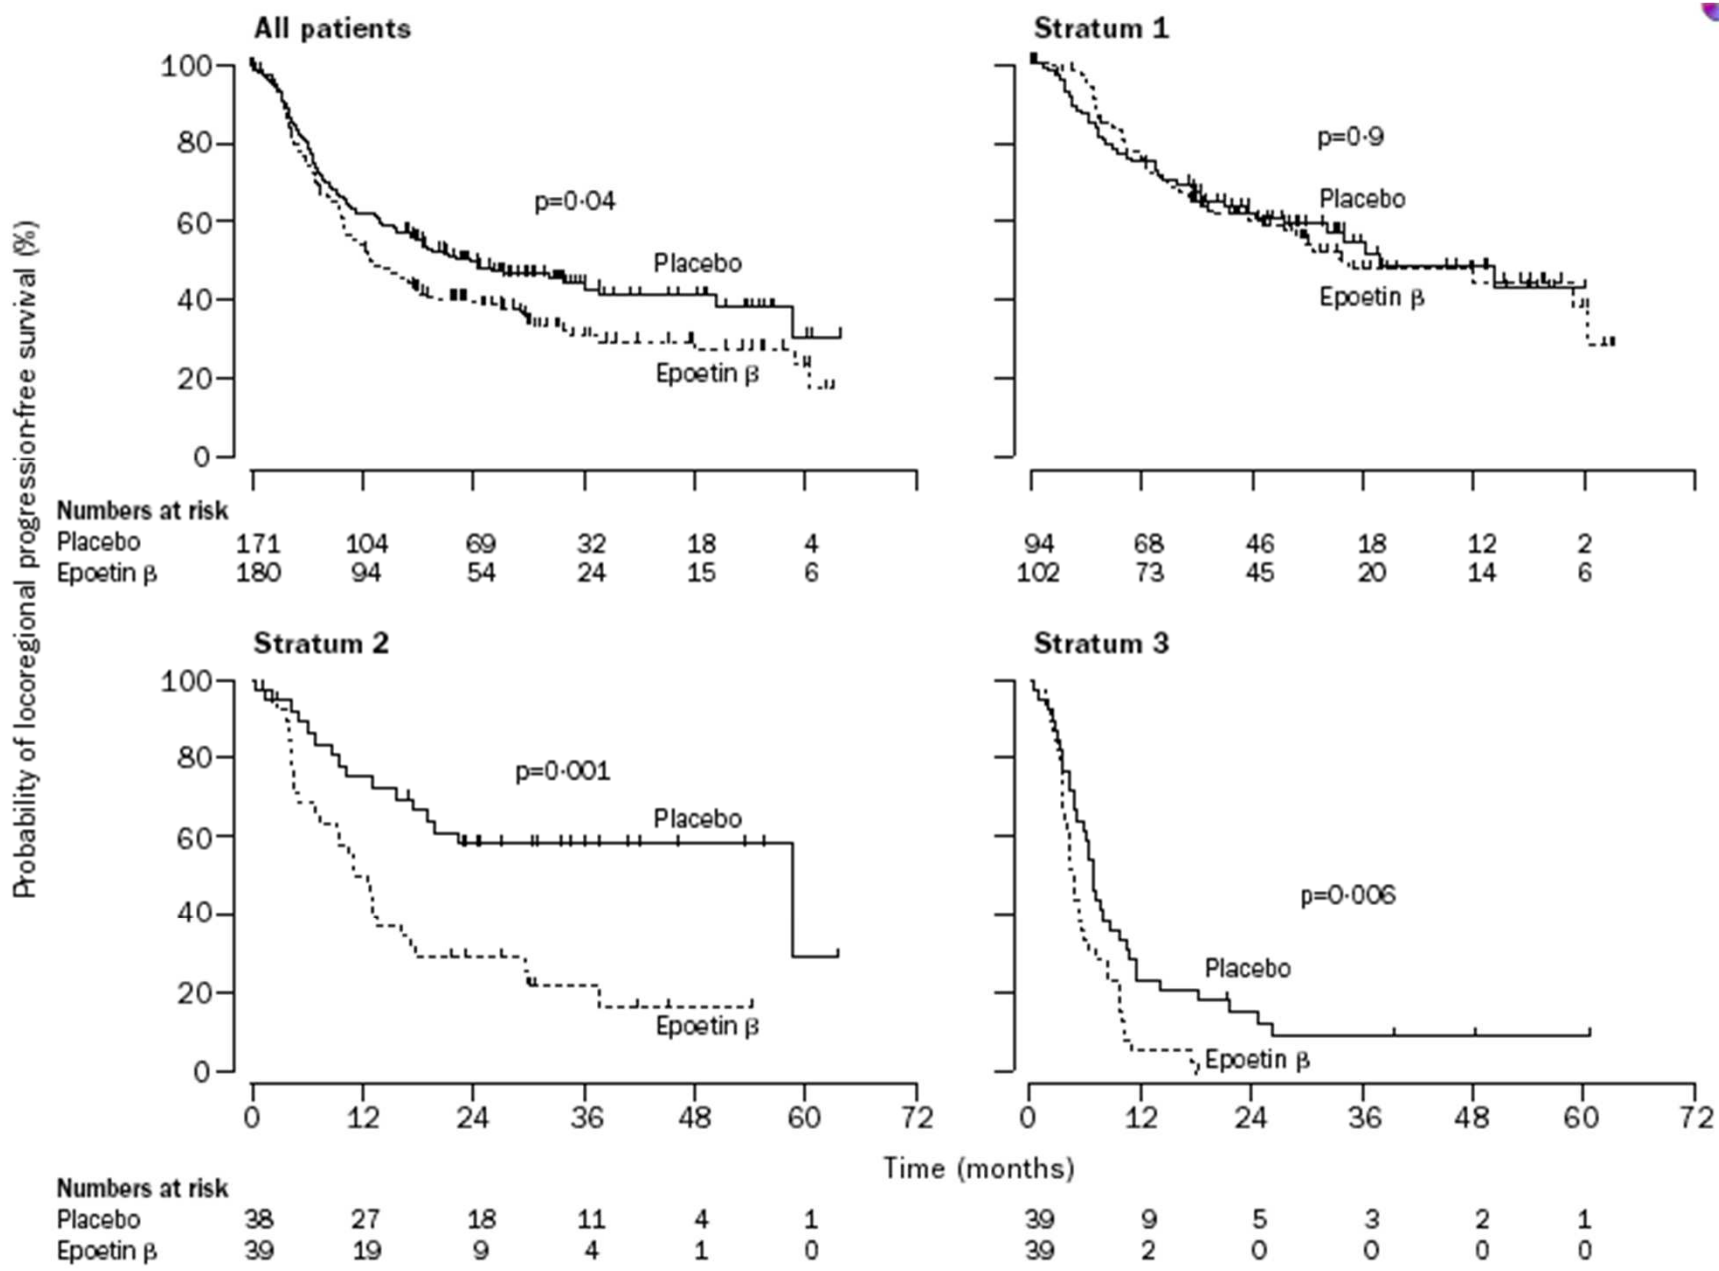 All patients
Stratum 1
Probability of locoregional progression-free survival (%)
100
80
60
40
20
0
p=0·04
Placebo
Epoetin β
p=0·9
Placebo
Epoetin β
Numbers at risk
Placebo 171 104 69 32 18 4 94 68 46 18 12 2
Epoetin β 180 94 54 24 15 6 102 73 45 20 14 6
Stratum 2
Stratum 3
100
80
60
40
20
0
p=0·001
Placebo
Epoetin β
p=0·006
Placebo
Epoetin β
0 12 24 36 48 60 72 0 12 24 36 48 60 72
Time (months)
Numbers at risk
Placebo 38 27 18 11 4 1 39 9 5 3 2 1
Epoetin β 39 19 9 4 1 0 39 2 0 0 0 0